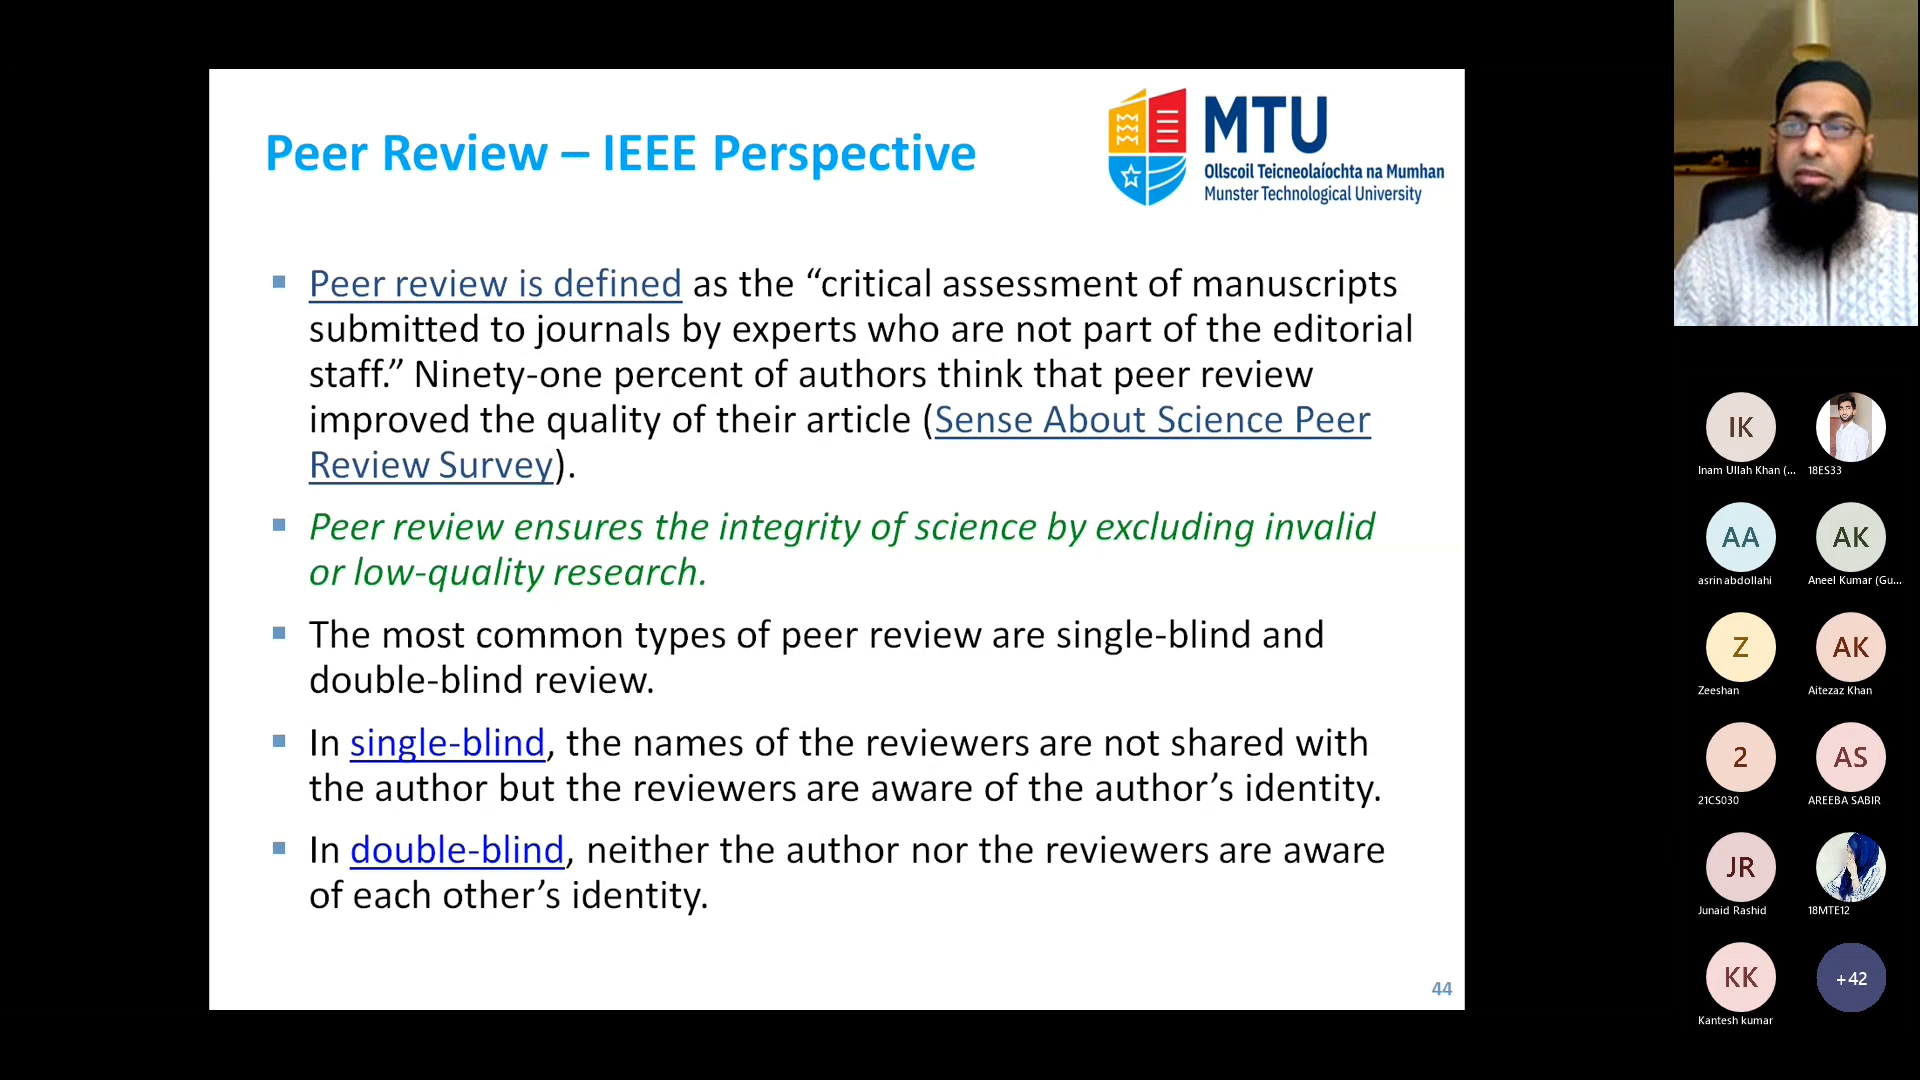 Peer Review – IEEE Perspective
MTU
Ollscoil Teicneolaíochta na Mumhan
Munster Technological University
▪ Peer review is defined as the “critical assessment of manuscripts
submitted to journals by experts who are not part of the editorial
staff.” Ninety-one percent of authors think that peer review
improved the quality of their article (Sense About Science Peer
Review Survey).
▪ Peer review ensures the integrity of science by excluding invalid
or low-quality research.
▪ The most common types of peer review are single-blind and
double-blind review.
▪ In single-blind, the names of the reviewers are not shared with
the author but the reviewers are aware of the author’s identity.
▪ In double-blind, neither the author nor the reviewers are aware
of each other’s identity.
44
IK
Inam Ullah Khan (...
18ES33
AA
asrin abdollahi
AK
Aneel Kumar (Gu...
Z
Zeeshan
AK
Aitezaz Khan
2
21CS030
AS
AREEBA SABIR
JR
Junaid Rashid
18MTE12
KK
Kantesh kumar
+42